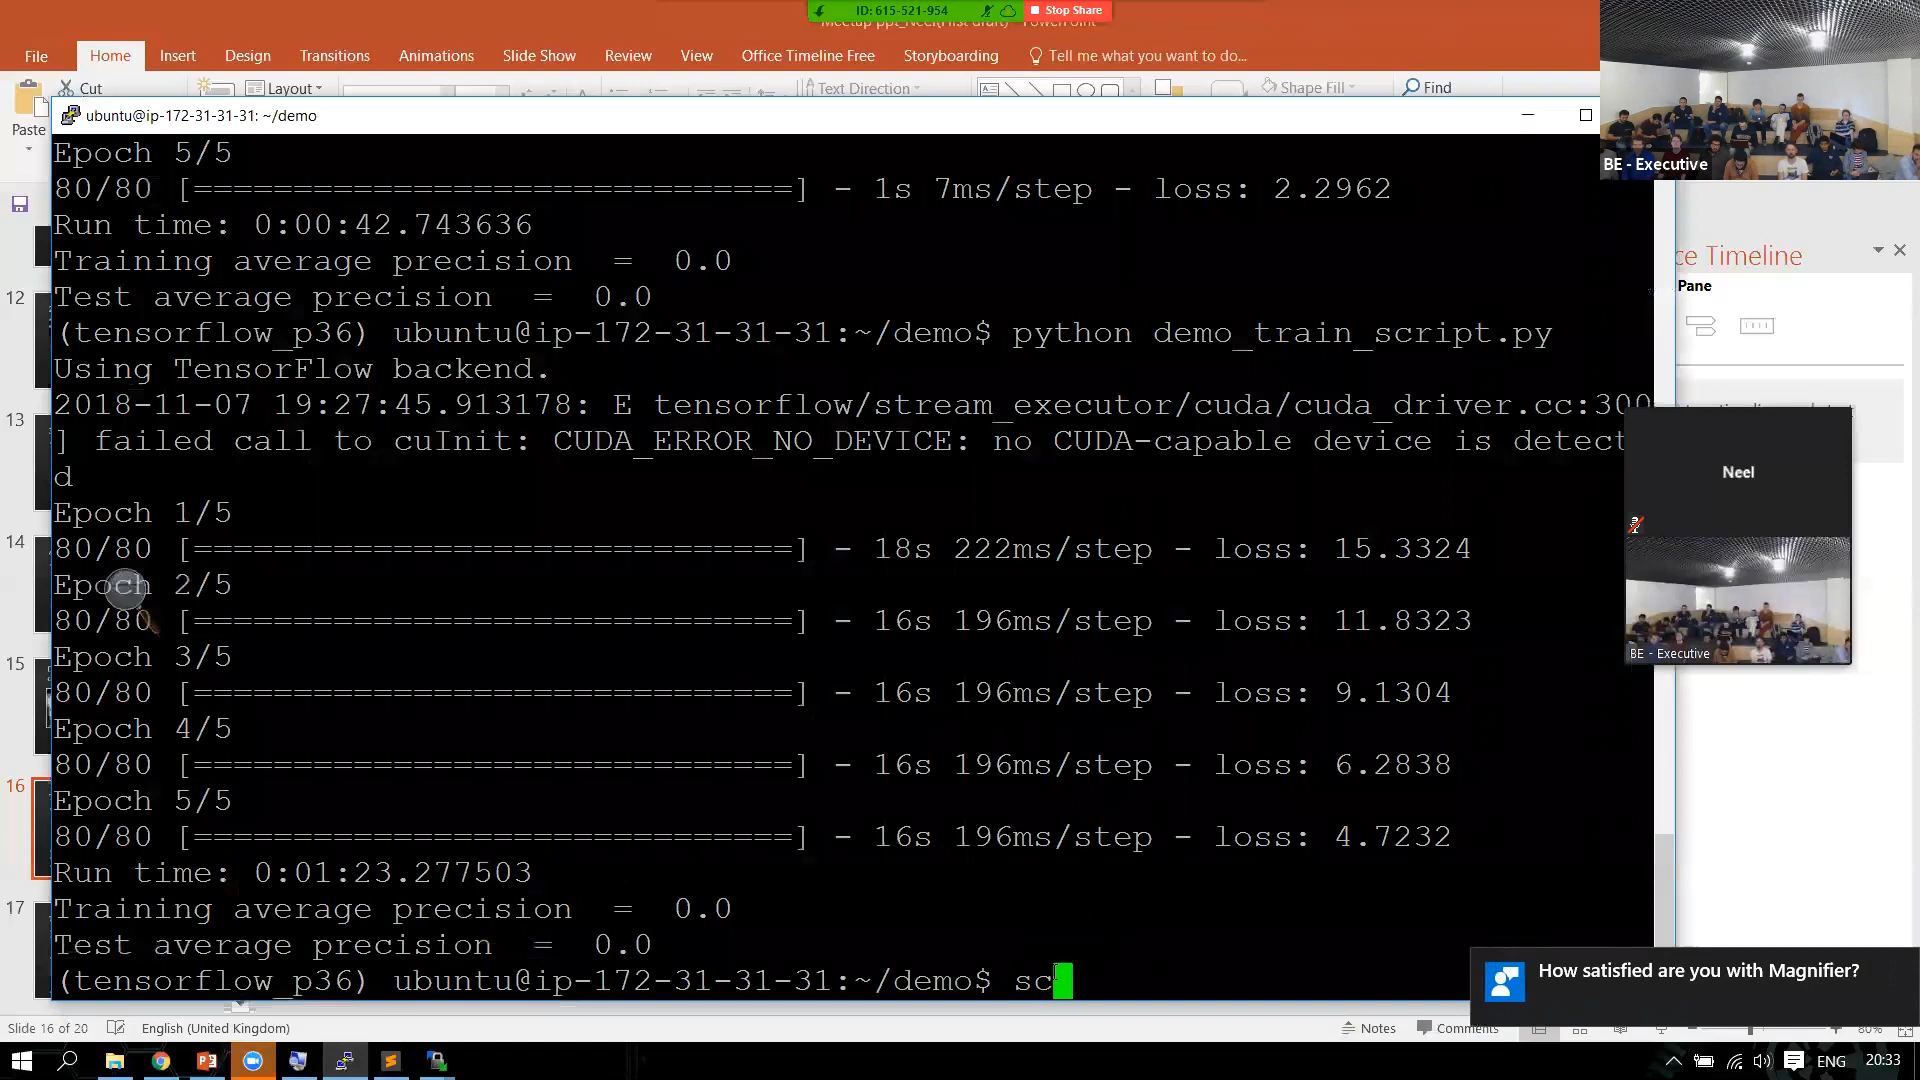 ID: 615-521-954
Stop Share
File
Home
Insert
Design
Transitions
Animations
Slide Show
Review
View
Office Timeline Free
Storyboarding
Tell me what you want to do...
Cut
Layout
Text Direction
Shape Fill
Find
Paste
BE - Executive
ubuntu@ip-172-31-31-31: ~/demo
Epoch 5/5
80/80 [==============================] - 1s 7ms/step - loss: 2.2962
Run time: 0:00:42.743636
Training average precision  =  0.0
Test average precision  =  0.0
(tensorflow_p36) ubuntu@ip-172-31-31-31:~/demo$ python demo_train_script.py
Using TensorFlow backend.
2018-11-07 19:27:45.913178: E tensorflow/stream_executor/cuda/cuda_driver.cc:300
] failed call to cuInit: CUDA_ERROR_NO_DEVICE: no CUDA-capable device is detect
d
Epoch 1/5
80/80 [==============================] - 18s 222ms/step - loss: 15.3324
Epoch 2/5
80/80 [==============================] - 16s 196ms/step - loss: 11.8323
Epoch 3/5
80/80 [==============================] - 16s 196ms/step - loss: 9.1304
Epoch 4/5
80/80 [==============================] - 16s 196ms/step - loss: 6.2838
Epoch 5/5
80/80 [==============================] - 16s 196ms/step - loss: 4.7232
Run time: 0:01:23.277503
Training average precision  =  0.0
Test average precision  =  0.0
(tensorflow_p36) ubuntu@ip-172-31-31-31:~/demo$ sc
12
13
14
15
16
17
ce Timeline
Pane
Neel
BE - Executive
How satisfied are you with Magnifier?
Slide 16 of 20
English (United Kingdom)
Notes
Comments
80%
ENG
20:33